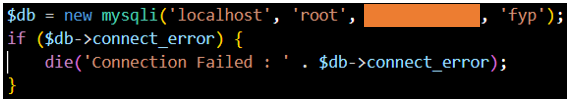 $db = new mysqli('localhost', 'root', , 'fyp');
if ($db->connect_error) {
    die('Connection Failed : ' . $db->connect_error);
}